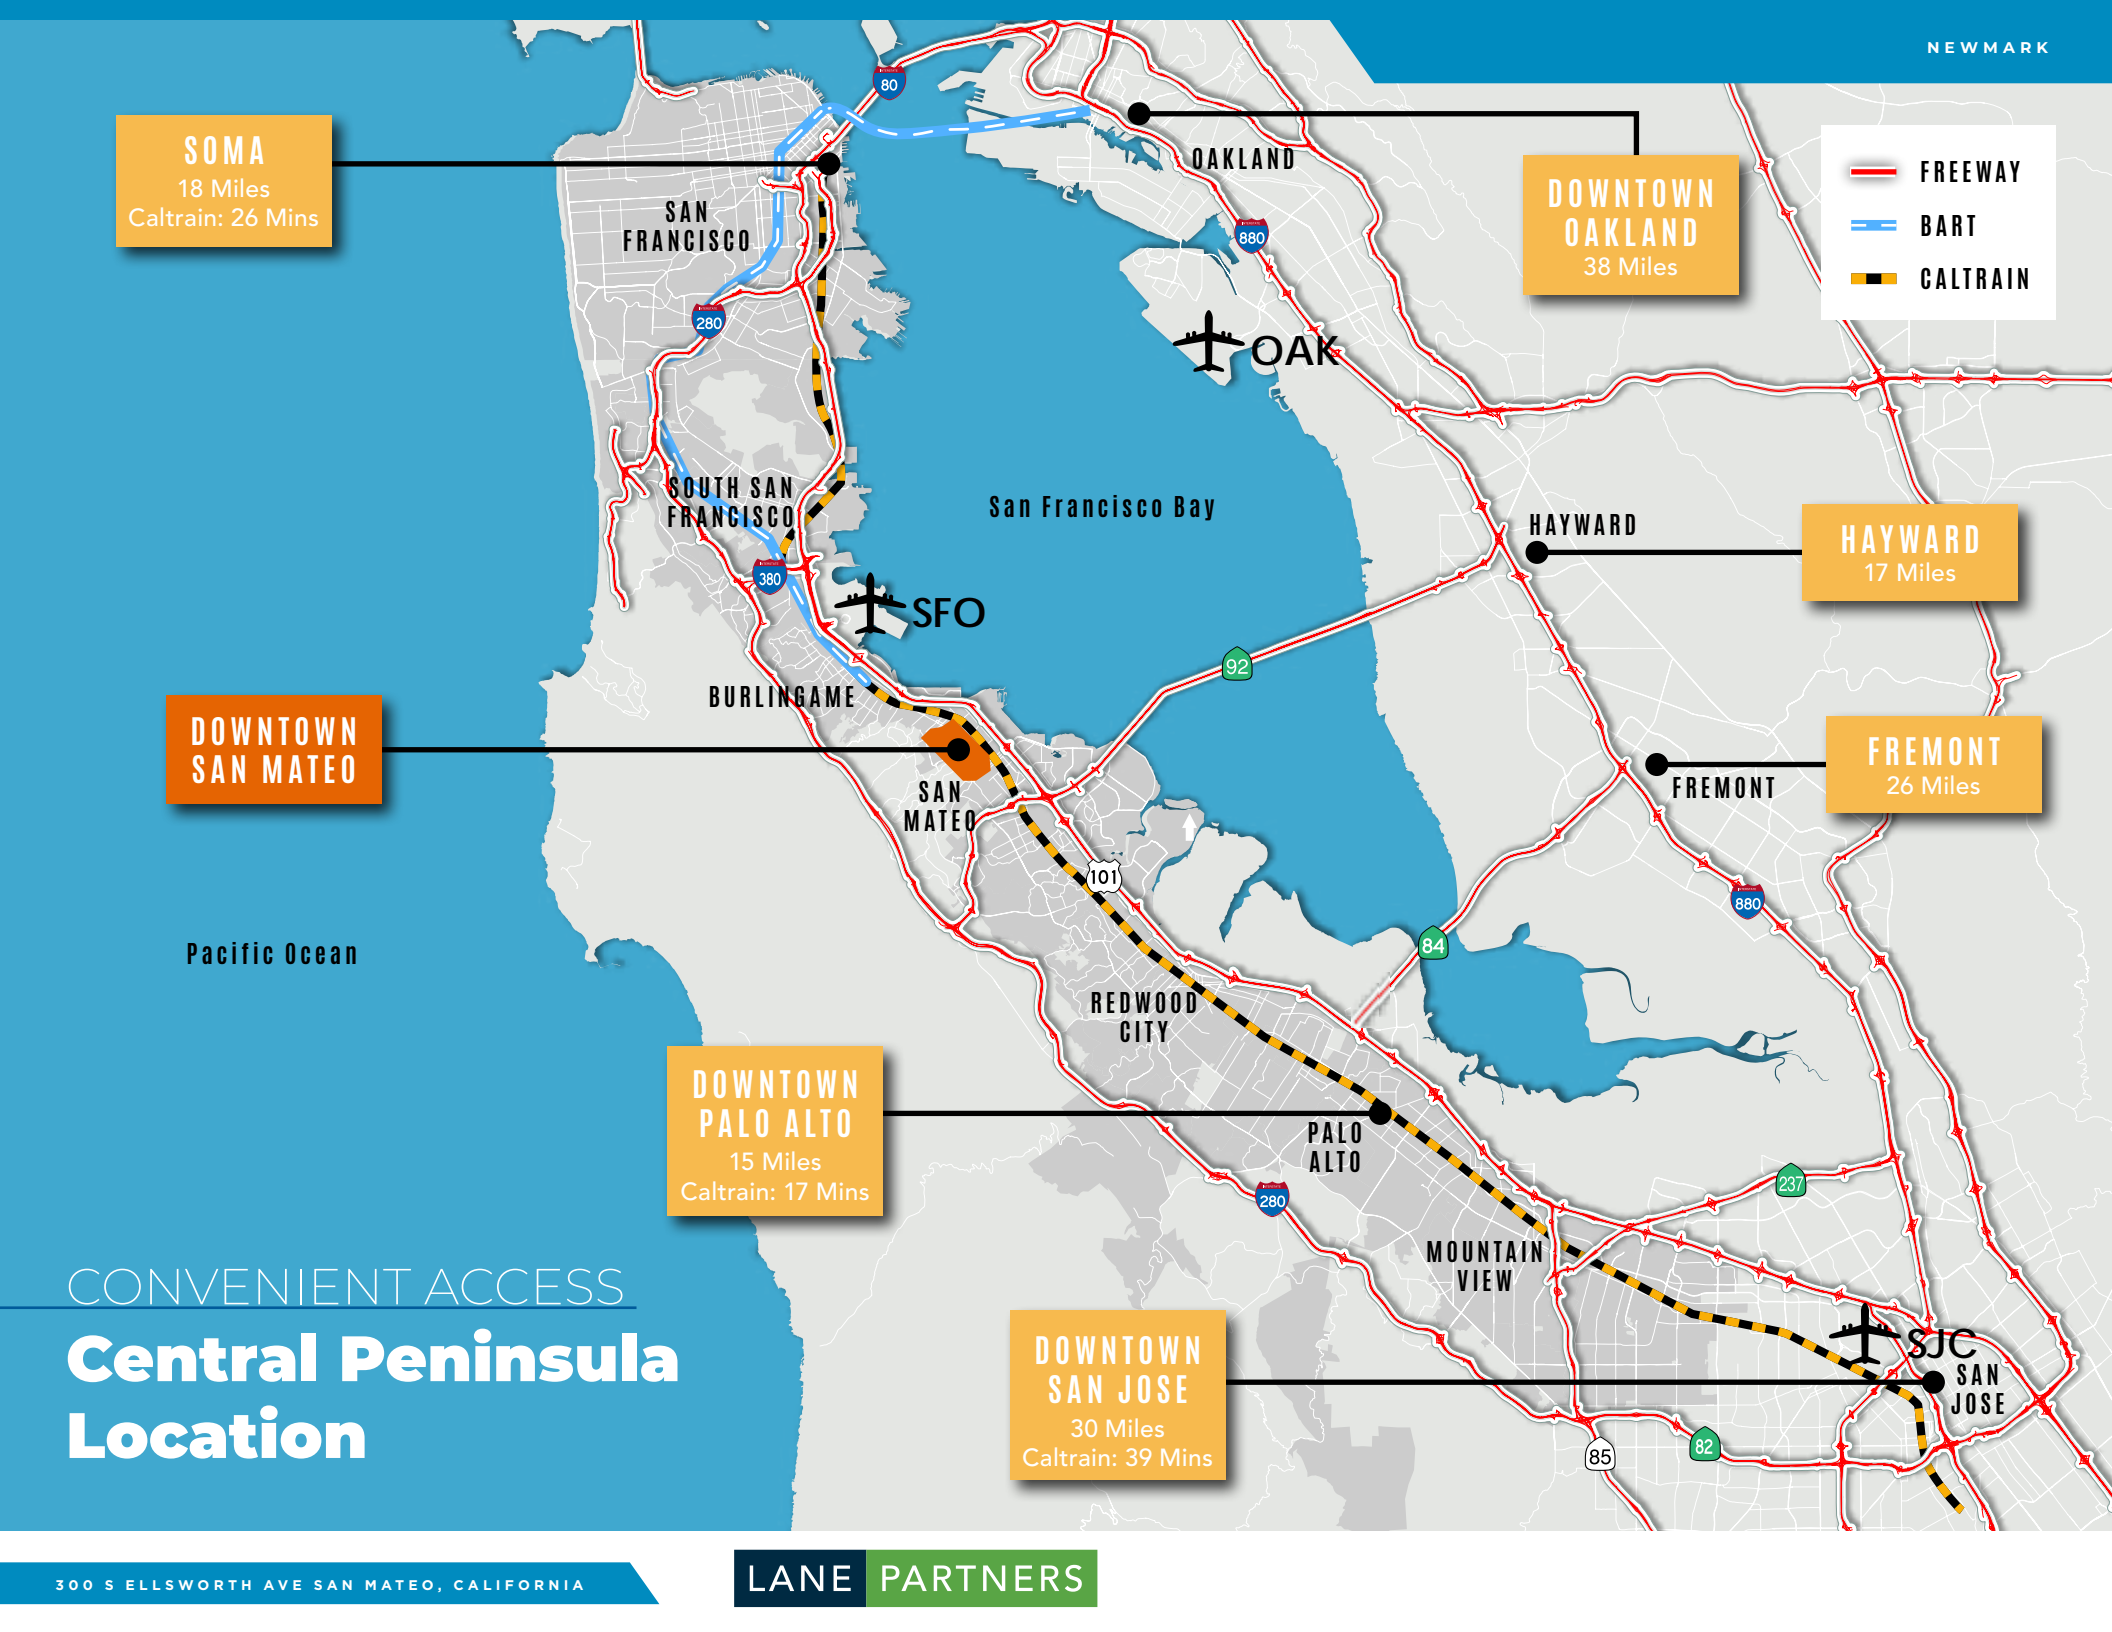 NEWMARK
80
SOMA
18 Miles
Caltrain: 26 Mins
OAKLAND
DOWNTOWN
OAKLAND
38 Miles
FREEWAY
BART
CALTRAIN
SAN
FRANCISCO
880
280
OAK
SOUTH SAN
FRANCISCO
San Francisco Bay
HAYWARD
HAYWARD
17 Miles
380
SFO
92
BURLINGAME
DOWNTOWN
SAN MATEO
SAN
MATEO
FREMONT
FREMONT
26 Miles
101
880
84
Pacific Ocean
REDWOOD
CITY
DOWNTOWN
PALO ALTO
15 Miles
Caltrain: 17 Mins
PALO
ALTO
280
237
MOUNTAIN
VIEW
CONVENIENT ACCESS
Central Peninsula
Location
DOWNTOWN
SAN JOSE
30 Miles
Caltrain: 39 Mins
SJC
SAN
JOSE
85
82
300 S ELLSWORTH AVE SAN MATEO, CALIFORNIA
LANE PARTNERS